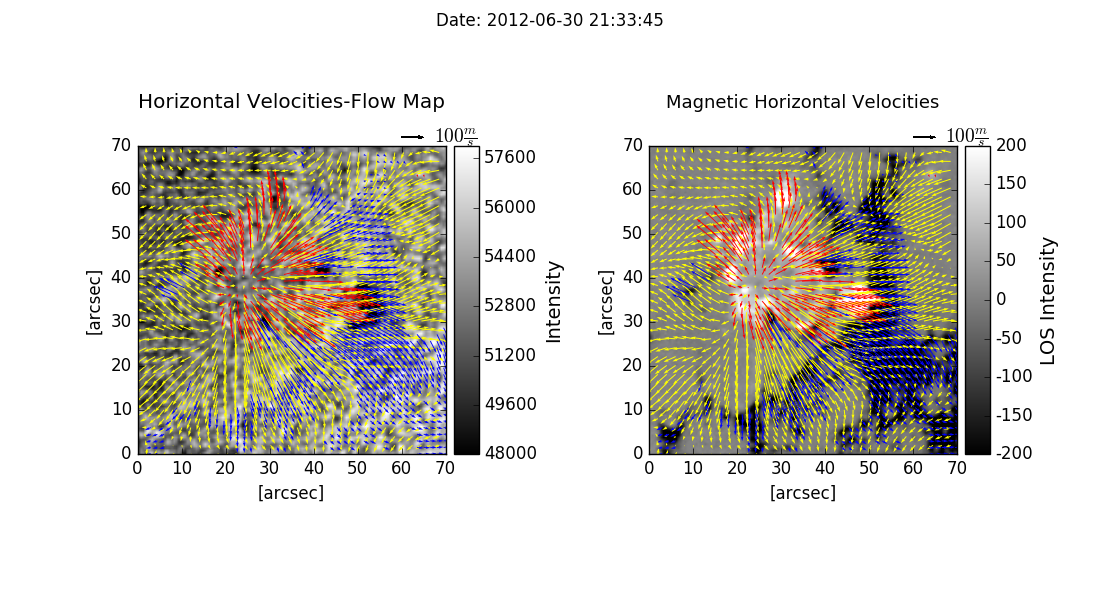 Date: 2012-06-30 21:33:45
Horizontal Velocities-Flow Map
100 m/s
70
60
50
40
30
20
10
0
[arcsec]
0 10 20 30 40 50 60 70
[arcsec]
57600
56000
54400
52800
51200
49600
48000
Intensity
Magnetic Horizontal Velocities
100 m/s
70
60
50
40
30
20
10
0
[arcsec]
0 10 20 30 40 50 60 70
[arcsec]
200
150
100
50
0
-50
-100
-150
-200
LOS Intensity